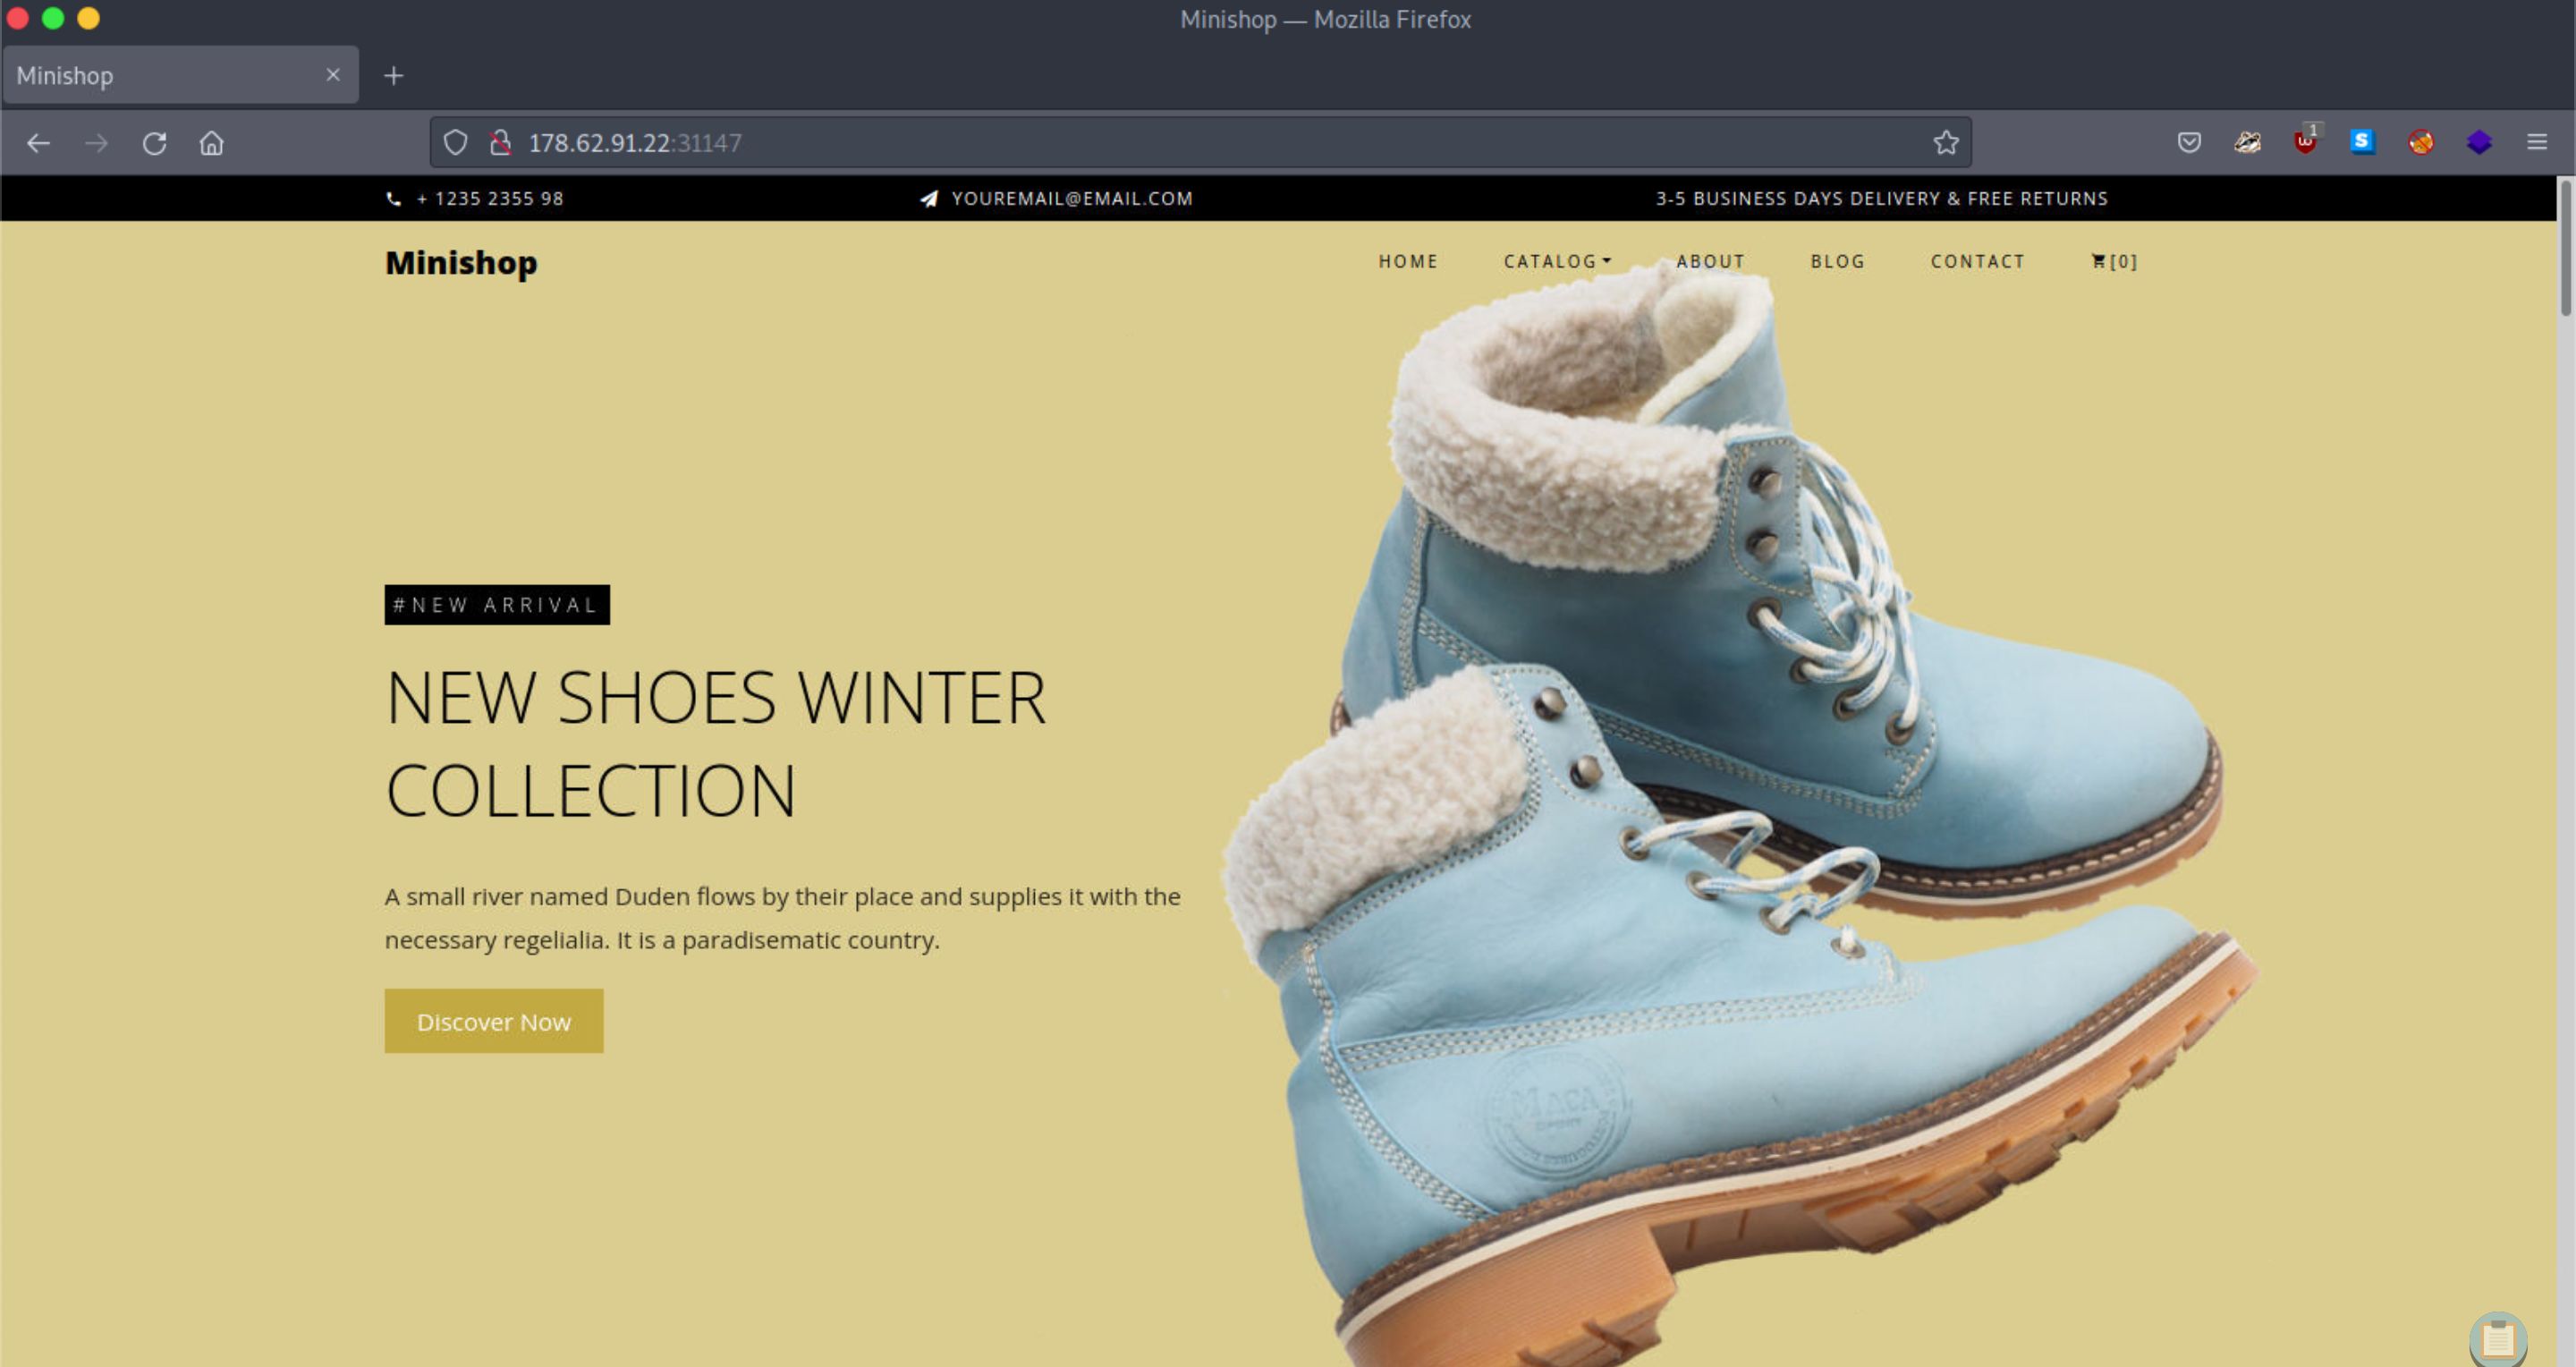 Minishop — Mozilla Firefox
Minishop
178.62.91.22:31147
1
S
+ 1235 2355 98
YOUREMAIL@EMAIL.COM
3-5 BUSINESS DAYS DELIVERY & FREE RETURNS
Minishop
HOME
CATALOG
ABOUT
BLOG
CONTACT
[0]
#NEW ARRIVAL
NEW SHOES WINTER
COLLECTION
A small river named Duden flows by their place and supplies it with the
necessary regelialia. It is a paradisematic country.
Discover Now
MACA